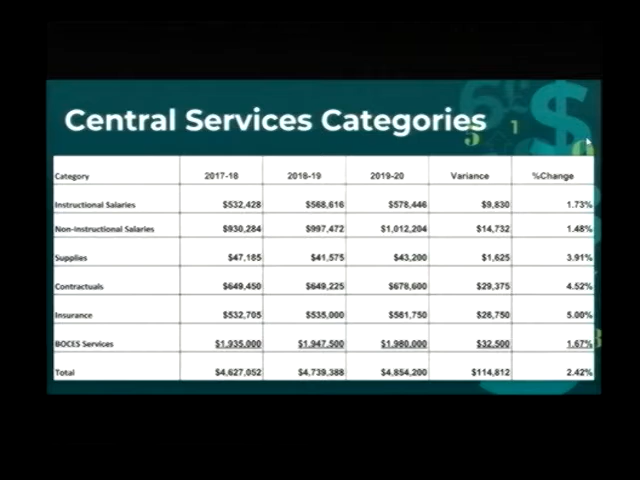 Central Services Categories
Category 2017-18 2018-19 2019-20 Variance %Change
Instructional Salaries $532,428 $568,616 $578,446 $9,830 1.73%
Non-instructional Salaries $930,284 $997,472 $1,012,204 $14,732 1.48%
Supplies $47,185 $41,575 $43,200 $1,625 3.91%
Contractuals $649,450 $649,225 $678,600 $29,375 4.52%
Insurance $532,705 $535,000 $561,750 $26,750 5.00%
BOCES Services $1,935,000 $1,947,500 $1,980,000 $32,500 1.67%
Total $4,627,052 $4,739,388 $4,854,200 $114,812 2.42%